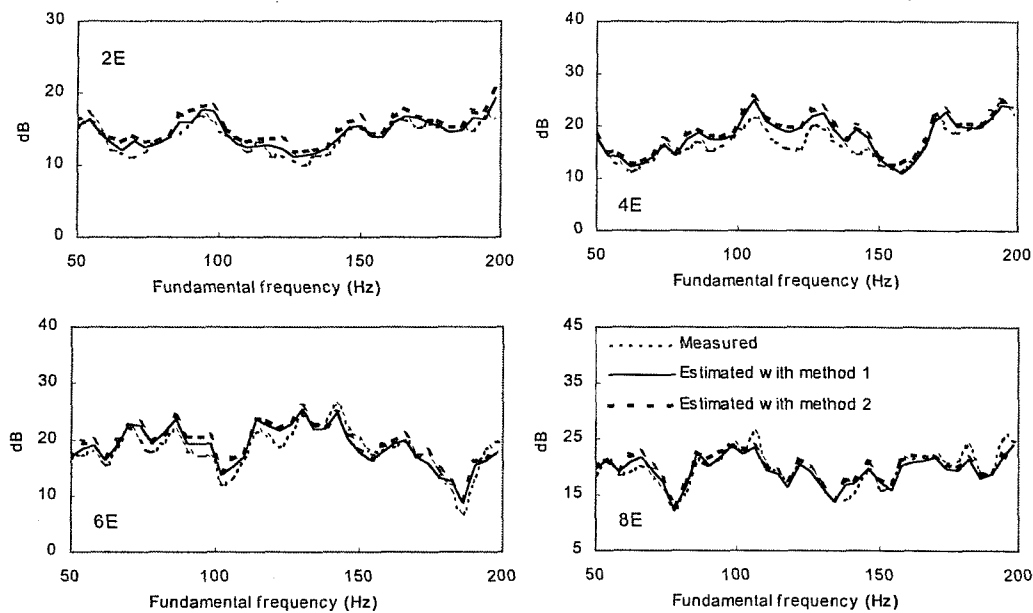 30
2E
20
dB
10
0
50
100
150
200
Fundamental frequency (Hz)
40
30
20
dB
10
4E
0
50
100
150
200
Fundamental frequency (Hz)
40
30
dB
20
10
6E
0
50
100
150
200
Fundamental frequency (Hz)
45
Measured
35
Estimated with method 1
Estimated with method 2
dB
25
15
8E
5
50
100
150
200
Fundamental frequency (Hz)